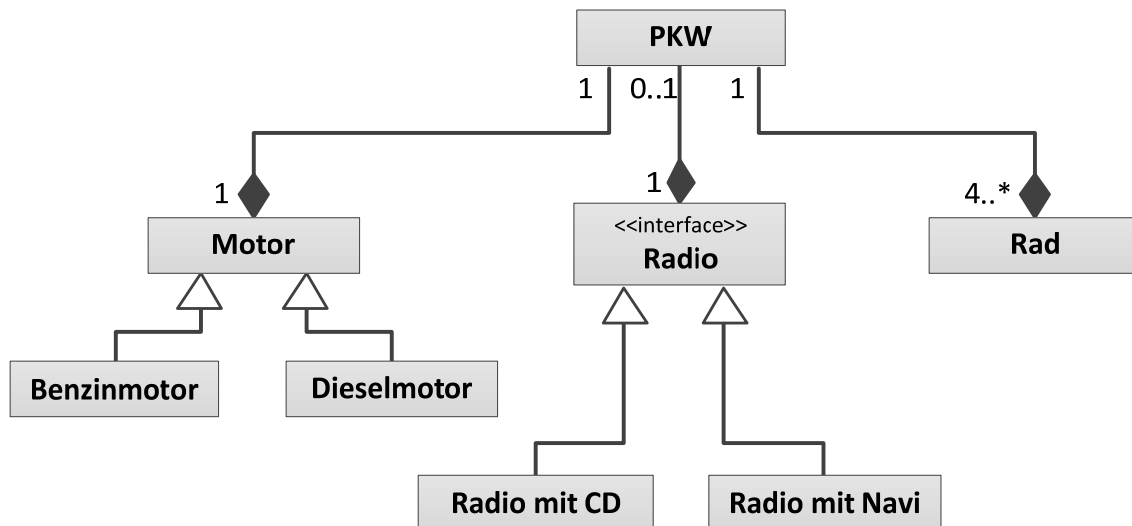 PKW
1
0..1
1
1
1
4..*
Motor
<<interface>>
Radio
Rad
Benzinmotor
Dieselmotor
Radio mit CD
Radio mit Navi